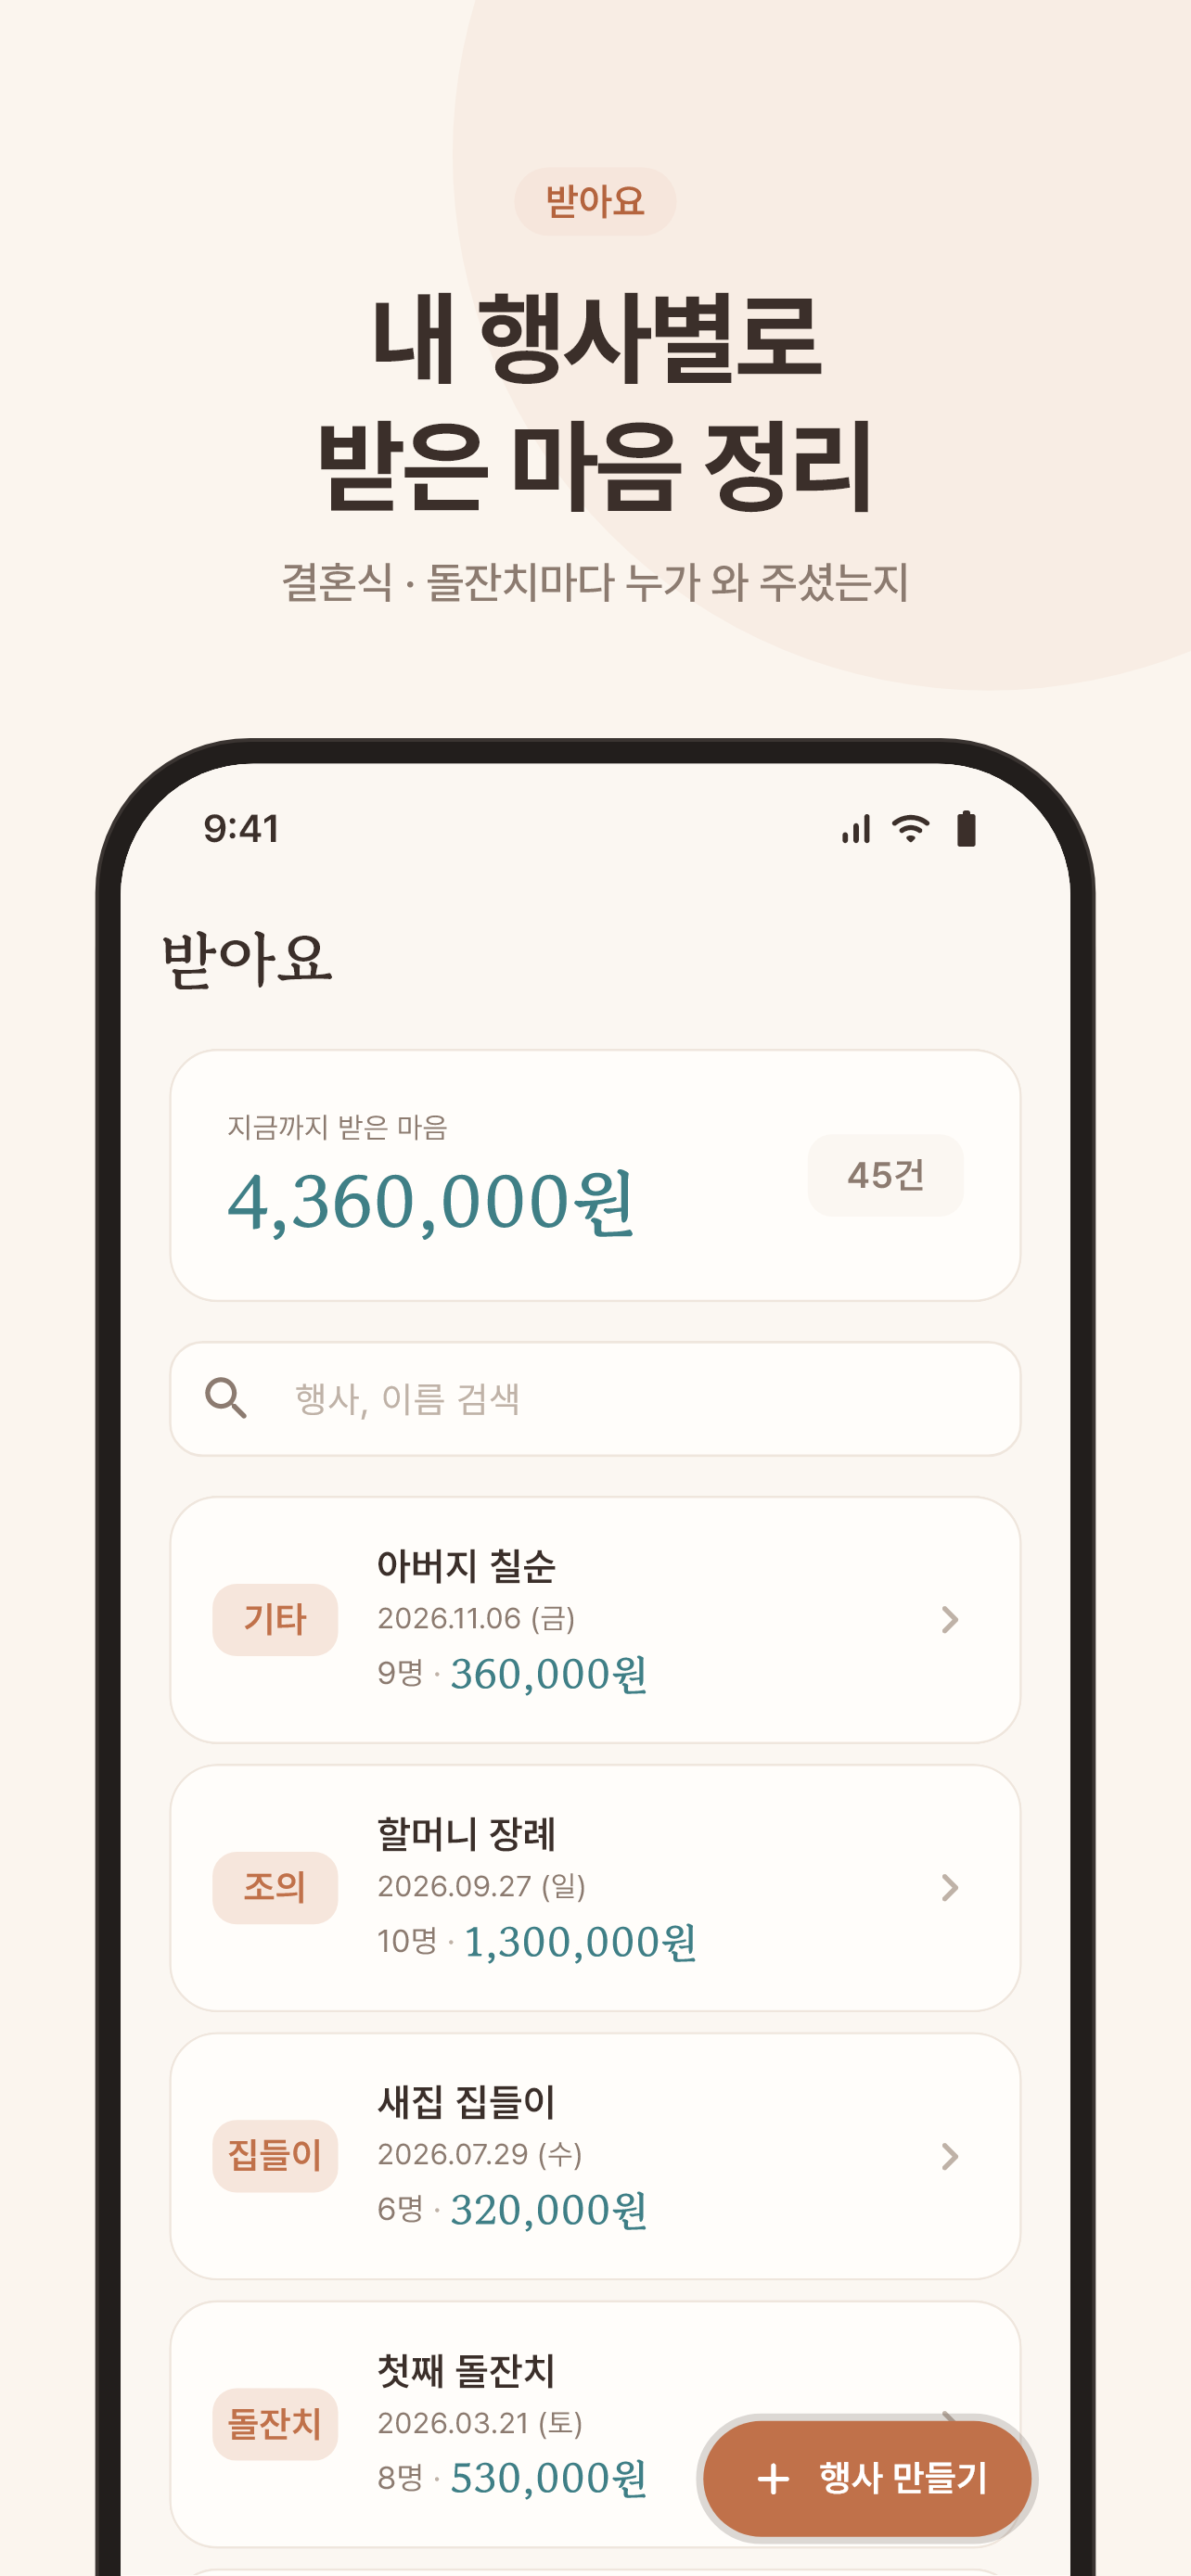 받아요
내 행사별로
받은 마음 정리
결혼식 · 돌잔치마다 누가 와 주셨는지
9:41
받아요
지금까지 받은 마음
4,360,000원
45건
행사, 이름 검색
아버지 칠순
기타
2026.11.06 (금)
9명 · 360,000원
할머니 장례
조의
2026.09.27 (일)
10명 · 1,300,000원
새집 집들이
집들이
2026.07.29 (수)
6명 · 320,000원
첫째 돌잔치
돌잔치
2026.03.21 (토)
8명 · 530,000원
+ 행사 만들기